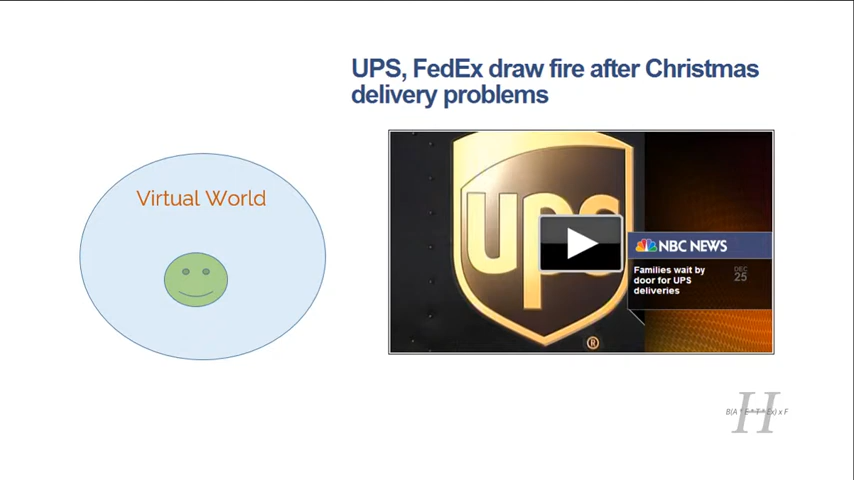 UPS, FedEx draw fire after Christmas
delivery problems
Virtual World
ups
®
NBC NEWS
Families wait by
door for UPS
deliveries
DEC
25
H